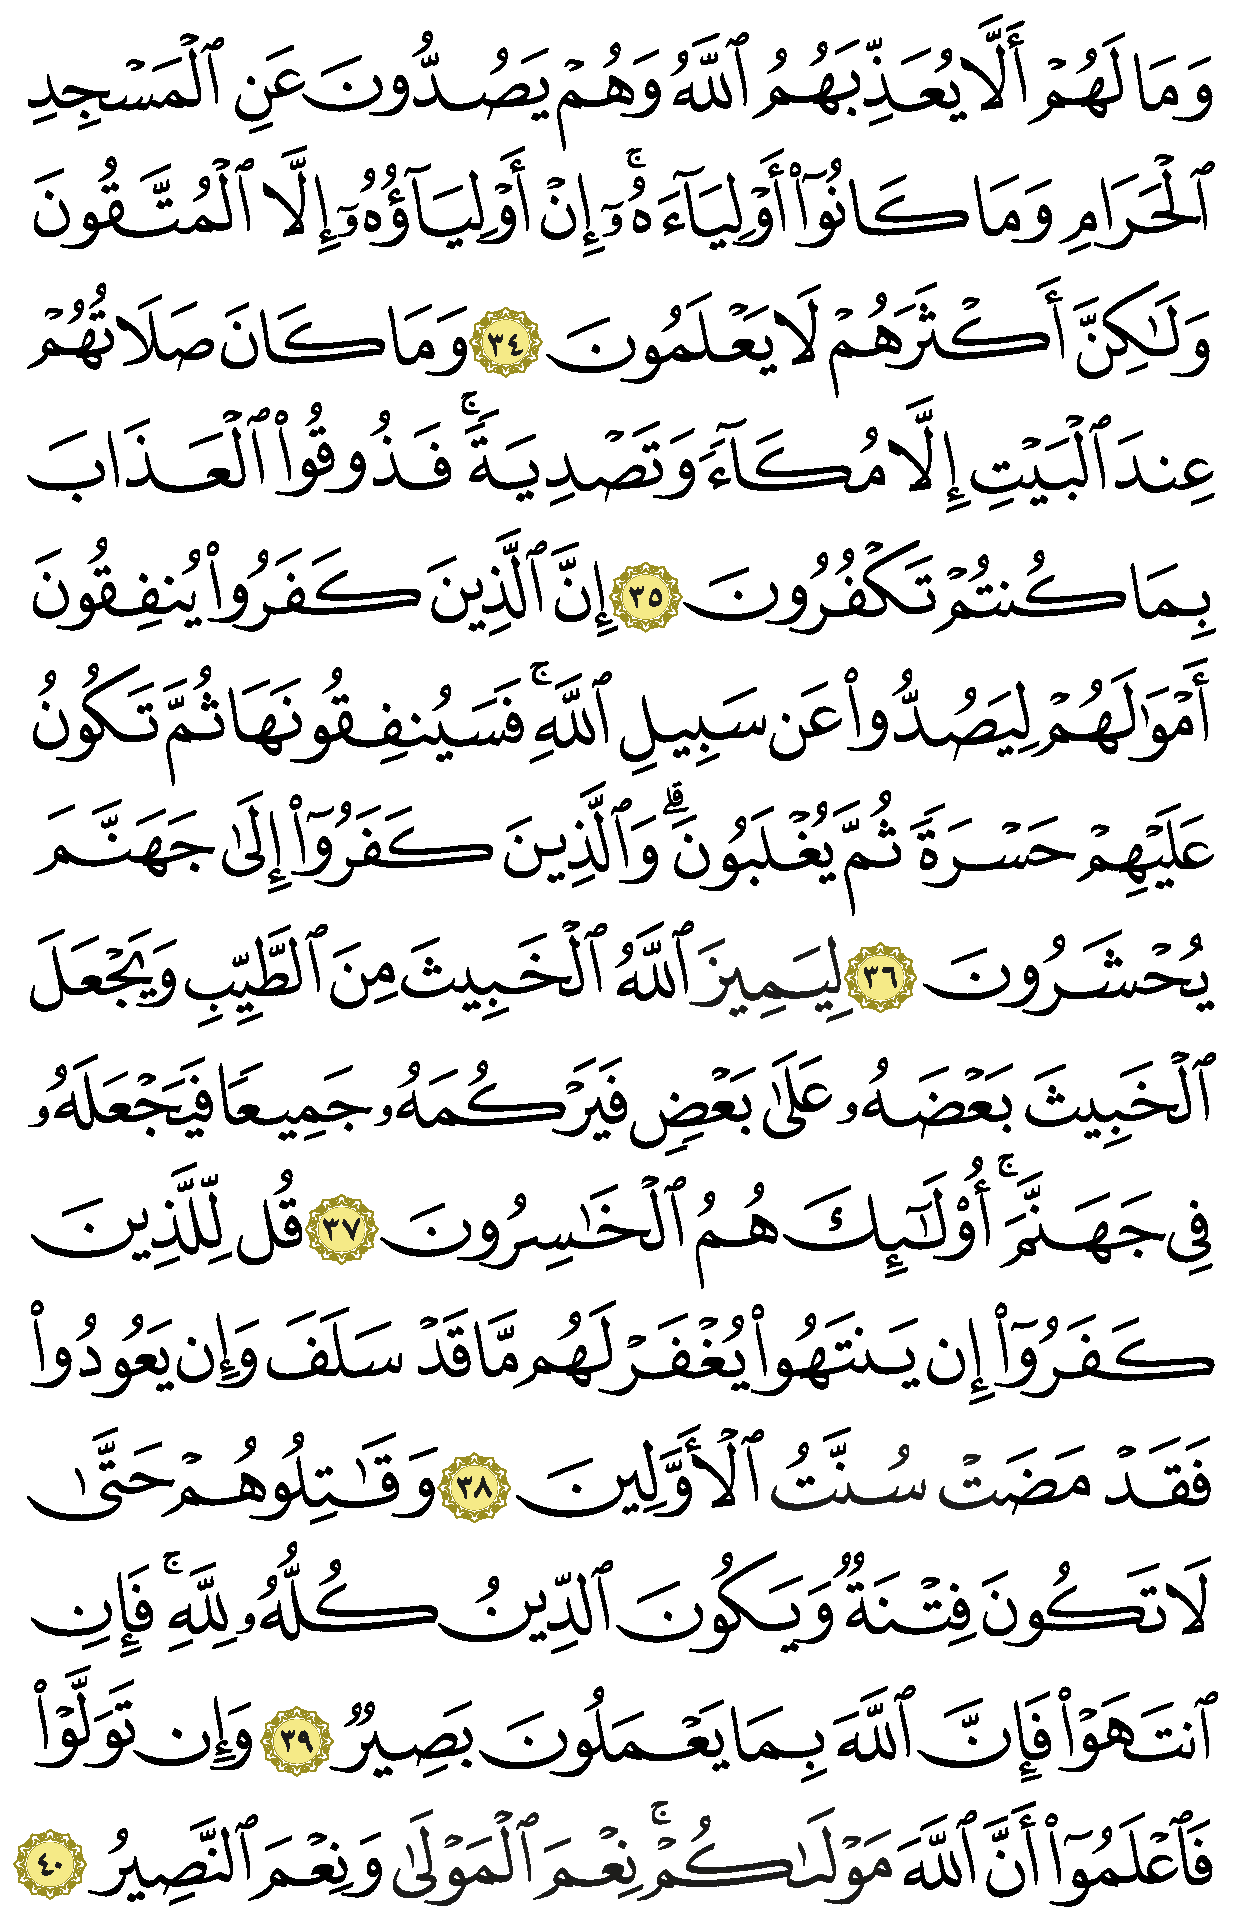 وَمَا لَهُمْ أَلَّا يُعَذِّبَهُمُ ٱللَّهُ وَهُمْ يَصُدُّونَ عَنِ ٱلْمَسْجِدِ
ٱلْحَرَامِ وَمَا كَانُوٓا۟ أَوْلِيَآءَهُۥٓ ۚ إِنْ أَوْلِيَآؤُهُۥٓ إِلَّا ٱلْمُتَّقُونَ
وَلَـٰكِنَّ أَكْثَرَهُمْ لَا يَعْلَمُونَ ٣٤ وَمَا كَانَ صَلَاتُهُمْ
عِندَ ٱلْبَيْتِ إِلَّا مُكَآءً وَتَصْدِيَةً ۚ فَذُوقُوا۟ ٱلْعَذَابَ
بِمَا كُنتُمْ تَكْفُرُونَ ٣٥ إِنَّ ٱلَّذِينَ كَفَرُوا۟ يُنفِقُونَ
أَمْوَٰلَهُمْ لِيَصُدُّوا۟ عَن سَبِيلِ ٱللَّهِ ۚ فَسَيُنفِقُونَهَا ثُمَّ تَكُونُ
عَلَيْهِمْ حَسْرَةً ثُمَّ يُغْلَبُونَ ۗ وَٱلَّذِينَ كَفَرُوٓا۟ إِلَىٰ جَهَنَّمَ
يُحْشَرُونَ ٣٦ لِيَمِيزَ ٱللَّهُ ٱلْخَبِيثَ مِنَ ٱلطَّيِّبِ وَيَجْعَلَ
ٱلْخَبِيثَ بَعْضَهُۥ عَلَىٰ بَعْضٍ فَيَرْكُمَهُۥ جَمِيعًا فَيَجْعَلَهُۥ
فِى جَهَنَّمَ ۚ أُو۟لَـٰٓئِكَ هُمُ ٱلْخَـٰسِرُونَ ٣٧ قُل لِّلَّذِينَ
كَفَرُوٓا۟ إِن يَنتَهُوا۟ يُغْفَرْ لَهُم مَّا قَدْ سَلَفَ وَإِن يَعُودُوا۟
فَقَدْ مَضَتْ سُنَّتُ ٱلْأَوَّلِينَ ٣٨ وَقَـٰتِلُوهُمْ حَتَّىٰ
لَا تَكُونَ فِتْنَةٌ وَيَكُونَ ٱلدِّينُ كُلُّهُۥ لِلَّهِ ۚ فَإِنِ
ٱنتَهَوْا۟ فَإِنَّ ٱللَّهَ بِمَا يَعْمَلُونَ بَصِيرٌ ٣٩ وَإِن تَوَلَّوْا۟
فَٱعْلَمُوٓا۟ أَنَّ ٱللَّهَ مَوْلَىٰكُمْ ۚ نِعْمَ ٱلْمَوْلَىٰ وَنِعْمَ ٱلنَّصِيرُ ٤٠